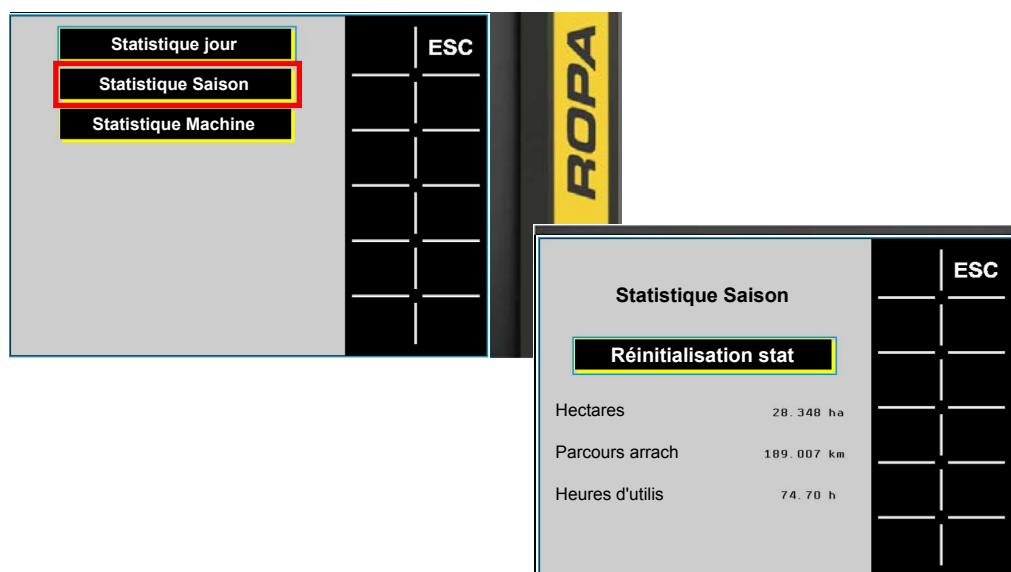 Statistique jour
ESC
Statistique Saison
Statistique Machine
ROPA
ESC
Statistique Saison
Réinitialisation stat
Hectares 28.348 ha
Parcours arrach 189.007 km
Heures d'utilis 74.70 h